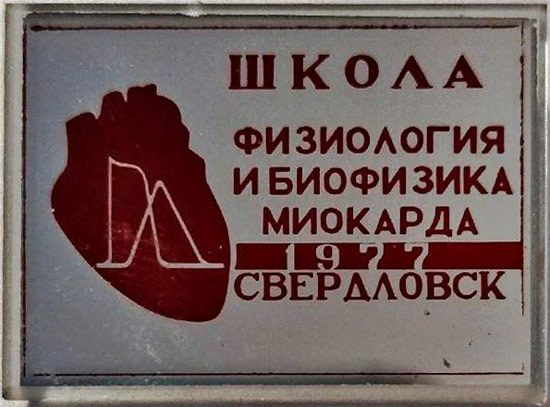 ШКОЛА
ФИЗИОЛОГИЯ
И БИОФИЗИКА
МИОКАРДА
1977
СВЕРДЛОВСК